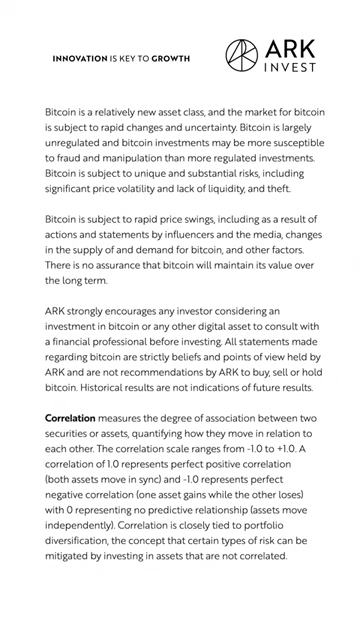 INNOVATION IS KEY TO GROWTH
ARK
INVEST
Bitcoin is a relatively new asset class, and the market for bitcoin
is subject to rapid changes and uncertainty. Bitcoin is largely
unregulated and bitcoin investments may be more susceptible
to fraud and manipulation than more regulated investments.
Bitcoin is subject to unique and substantial risks, including
significant price volatility and lack of liquidity, and theft.
Bitcoin is subject to rapid price swings, including as a result of
actions and statements by influencers and the media, changes
in the supply of and demand for bitcoin, and other factors.
There is no assurance that bitcoin will maintain its value over
the long term.
ARK strongly encourages any investor considering an
investment in bitcoin or any other digital asset to consult with
a financial professional before investing. All statements made
regarding bitcoin are strictly beliefs and points of view held by
ARK and are not recommendations by ARK to buy, sell or hold
bitcoin. Historical results are not indications of future results.
Correlation measures the degree of association between two
securities or assets, quantifying how they move in relation to
each other. The correlation scale ranges from -1.0 to +1.0. A
correlation of 1.0 represents perfect positive correlation
(both assets move in sync) and -1.0 represents perfect
negative correlation (one asset gains while the other loses)
with 0 representing no predictive relationship (assets move
independently). Correlation is closely tied to portfolio
diversification, the concept that certain types of risk can be
mitigated by investing in assets that are not correlated.